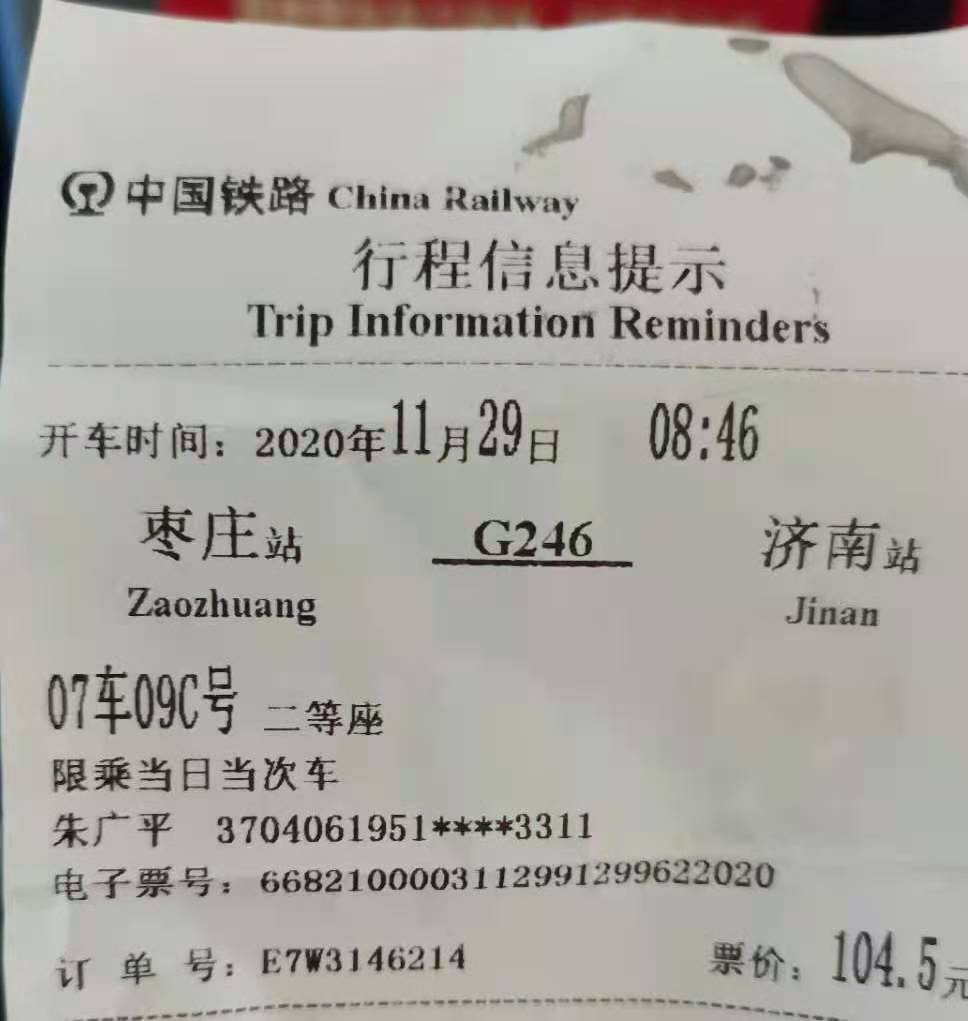 中国铁路 China Railway
行程信息提示
Trip Information Reminders
开车时间：2020年11月29日 08:46
枣庄站 G246 济南站
Zaozhuang Jinan
07车09C号 二等座
限乘当日当次车
朱广平 3704061951****3311
电子票号：6682100003112991299622020
订单号：E7W3146214 票价：104.5元